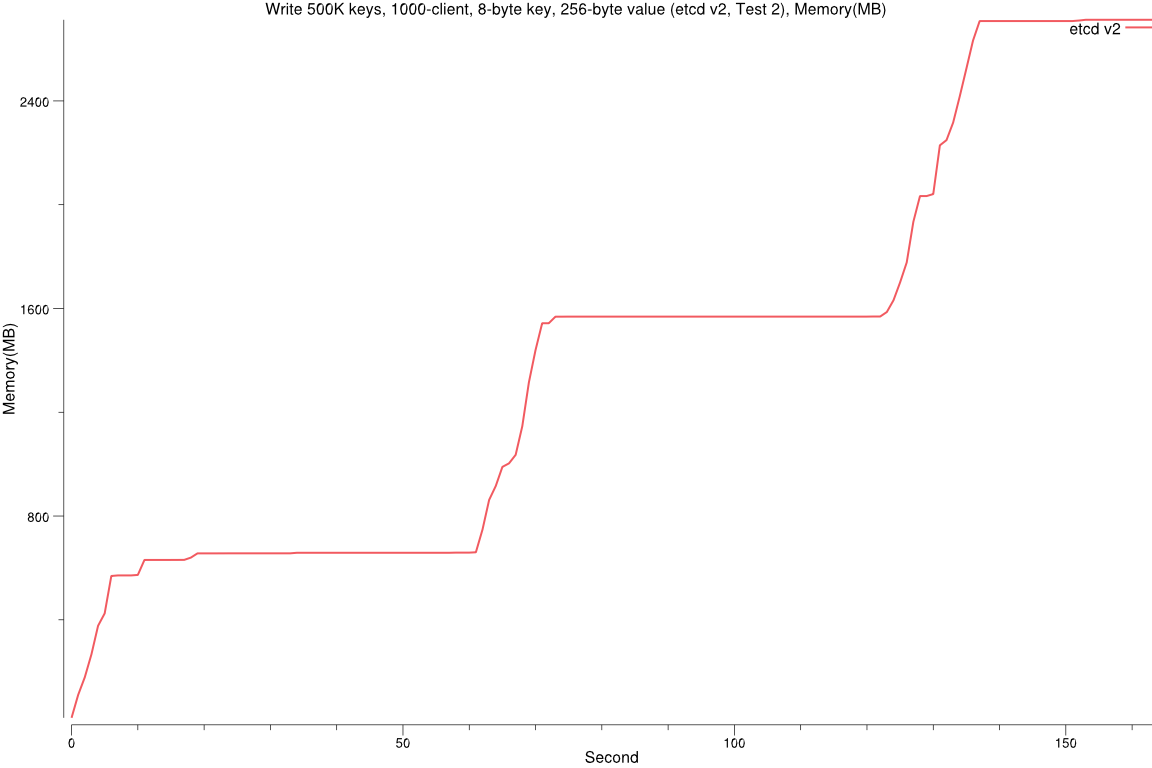 Write 500K keys, 1000-client, 8-byte key, 256-byte value (etcd v2, Test 2), Memory(MB)
etcd v2
2400
1600
800
Memory(MB)
0
50
100
150
Second